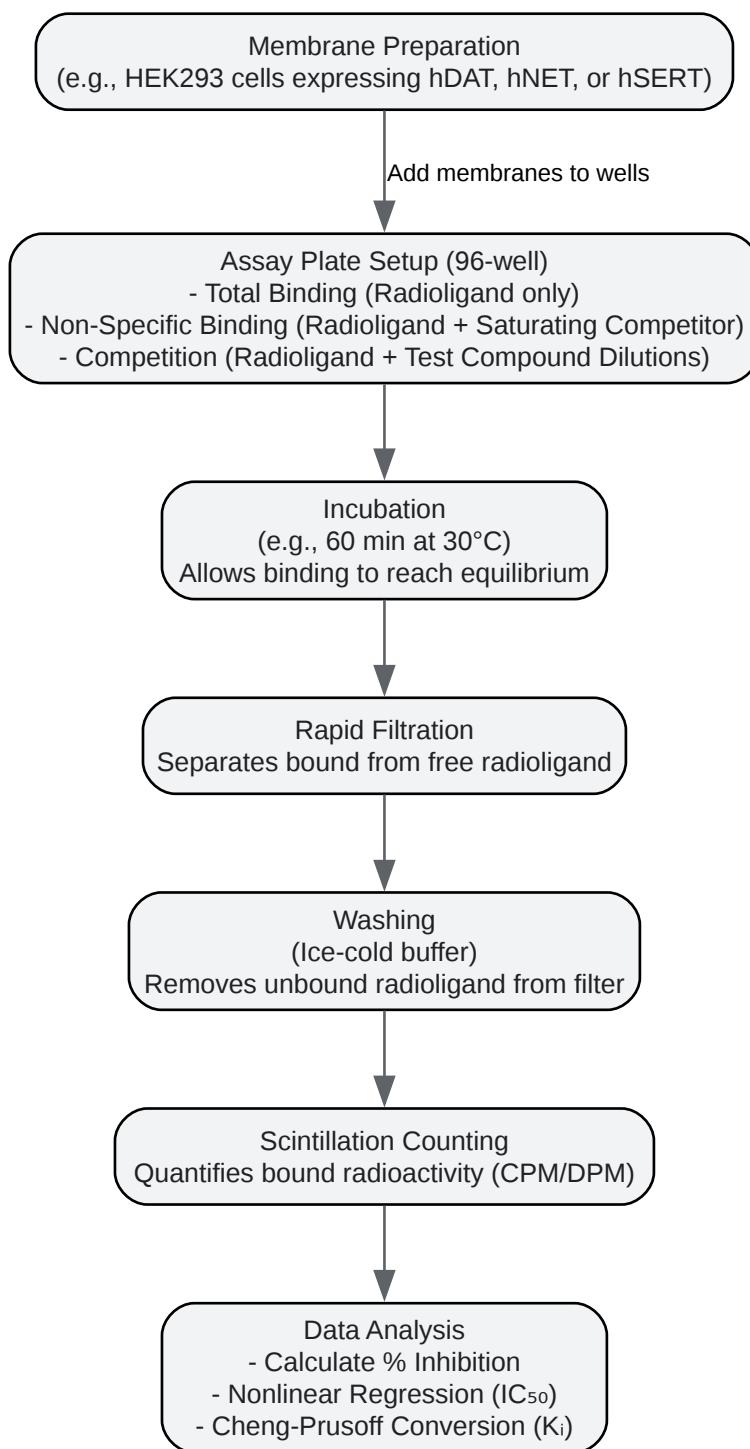 Membrane Preparation
(e.g., HEK293 cells expressing hDAT, hNET, or hSERT)
Add membranes to wells
Assay Plate Setup (96-well)
- Total Binding (Radioligand only)
- Non-Specific Binding (Radioligand + Saturating Competitor)
- Competition (Radioligand + Test Compound Dilutions)
Incubation
(e.g., 60 min at 30°C)
Allows binding to reach equilibrium
Rapid Filtration
Separates bound from free radioligand
Washing
(Ice-cold buffer)
Removes unbound radioligand from filter
Scintillation Counting
Quantifies bound radioactivity (CPM/DPM)
Data Analysis
- Calculate % Inhibition
- Nonlinear Regression (IC₅₀)
- Cheng-Prusoff Conversion (Kᵢ)